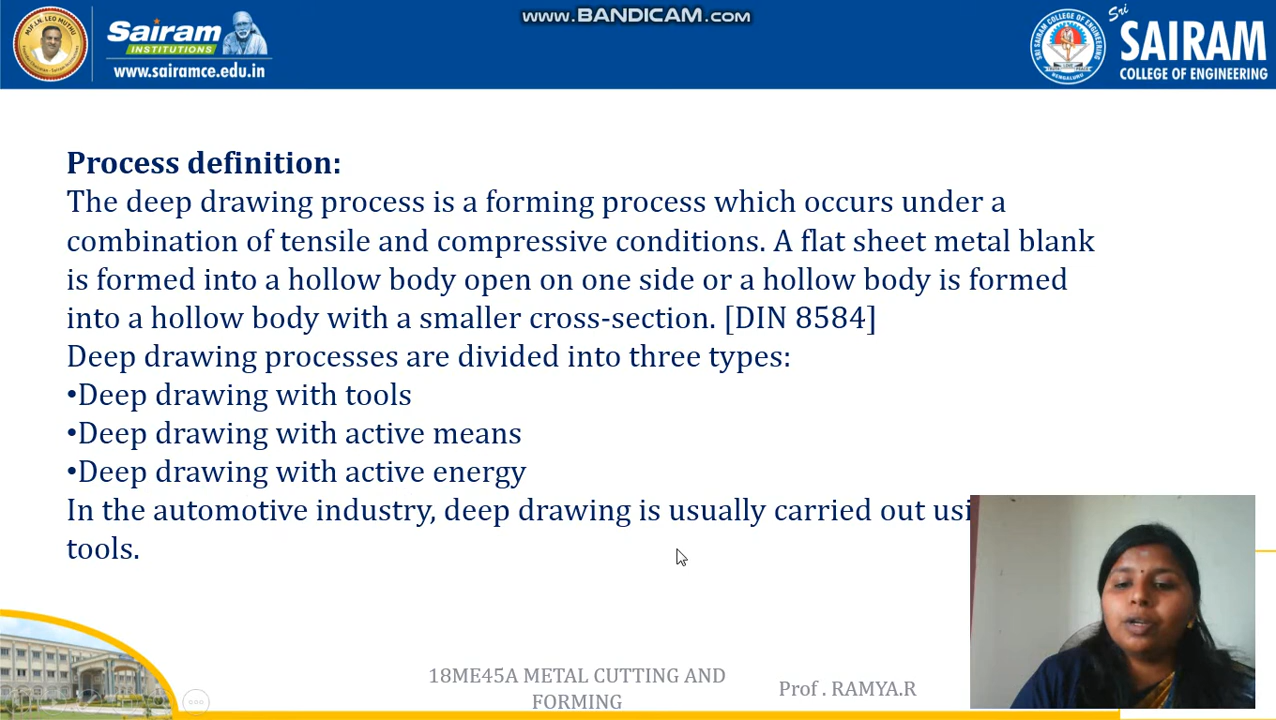 www.BANDICAM.com
Sairam
INSTITUTIONS
www.sairamce.edu.in
Sri
SAIRAM
COLLEGE OF ENGINEERING
Process definition:
The deep drawing process is a forming process which occurs under a
combination of tensile and compressive conditions. A flat sheet metal blank
is formed into a hollow body open on one side or a hollow body is formed
into a hollow body with a smaller cross-section. [DIN 8584]
Deep drawing processes are divided into three types:
•Deep drawing with tools
•Deep drawing with active means
•Deep drawing with active energy
In the automotive industry, deep drawing is usually carried out usi
tools.
18ME45A METAL CUTTING AND
FORMING
Prof . RAMYA.R